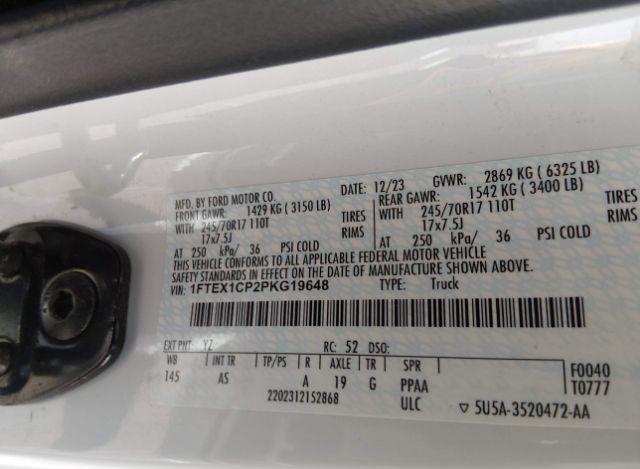 MFD. BY FORD MOTOR CO.
DATE: 12/23 GVWR: 2869 KG ( 6325 LB)
FRONT GAWR: 1429 KG ( 3150 LB) REAR GAWR: 1542 KG ( 3400 LB)
WITH 245/70R17 110T TIRES WITH 245/70R17 110T TIRES
17x7.5J RIMS 17x7.5J RIMS
AT 250 kPa/ 36 PSI COLD AT 250 kPa/ 36 PSI COLD
THIS VEHICLE CONFORMS TO ALL APPLICABLE FEDERAL MOTOR VEHICLE
SAFETY STANDARDS IN EFFECT ON THE DATE OF MANUFACTURE SHOWN ABOVE.
VIN: 1FTEX1CP2PKG19648 TYPE: Truck
EXT PNT: YZ RC: 52 DSO:
WB INT TR TP/PS R AXLE TR SPR F0040
145 AS A 19 G PPAA T0777
2202312152868 ULC ▽ 5U5A-3520472-AA